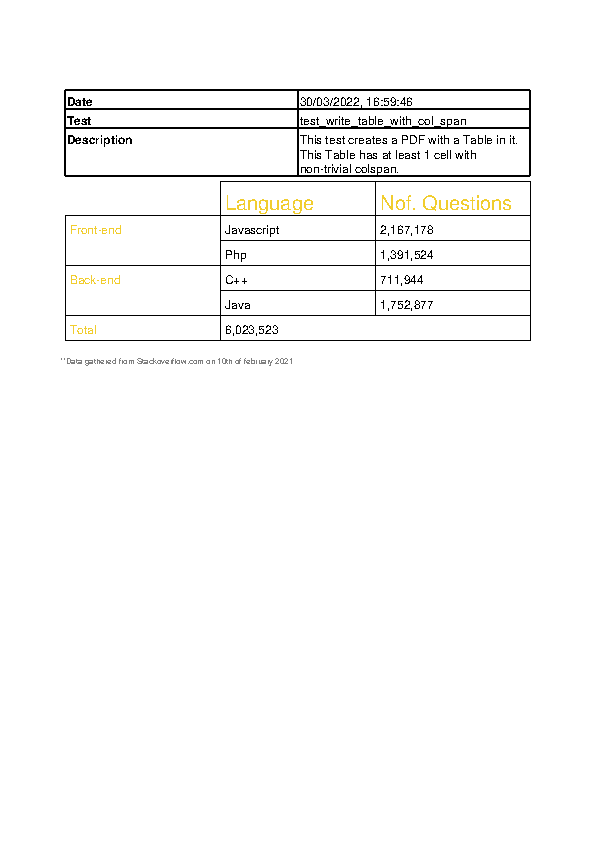 Date 30/03/2022, 16:59:46
Test test_write_table_with_col_span
Description This test creates a PDF with a Table in it.
This Table has at least 1 cell with
non-trivial colspan.
Language Nof. Questions
Front-end Javascript 2,167,178
Php 1,391,524
Back-end C++ 711,944
Java 1,752,877
Total 6,023,523
**Data gathered from Stackoverflow.com on 10th of february 2021